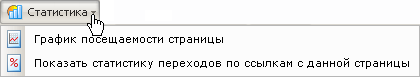 Статистика
График посещаемости страницы
Показать статистику переходов по ссылкам с данной страницы